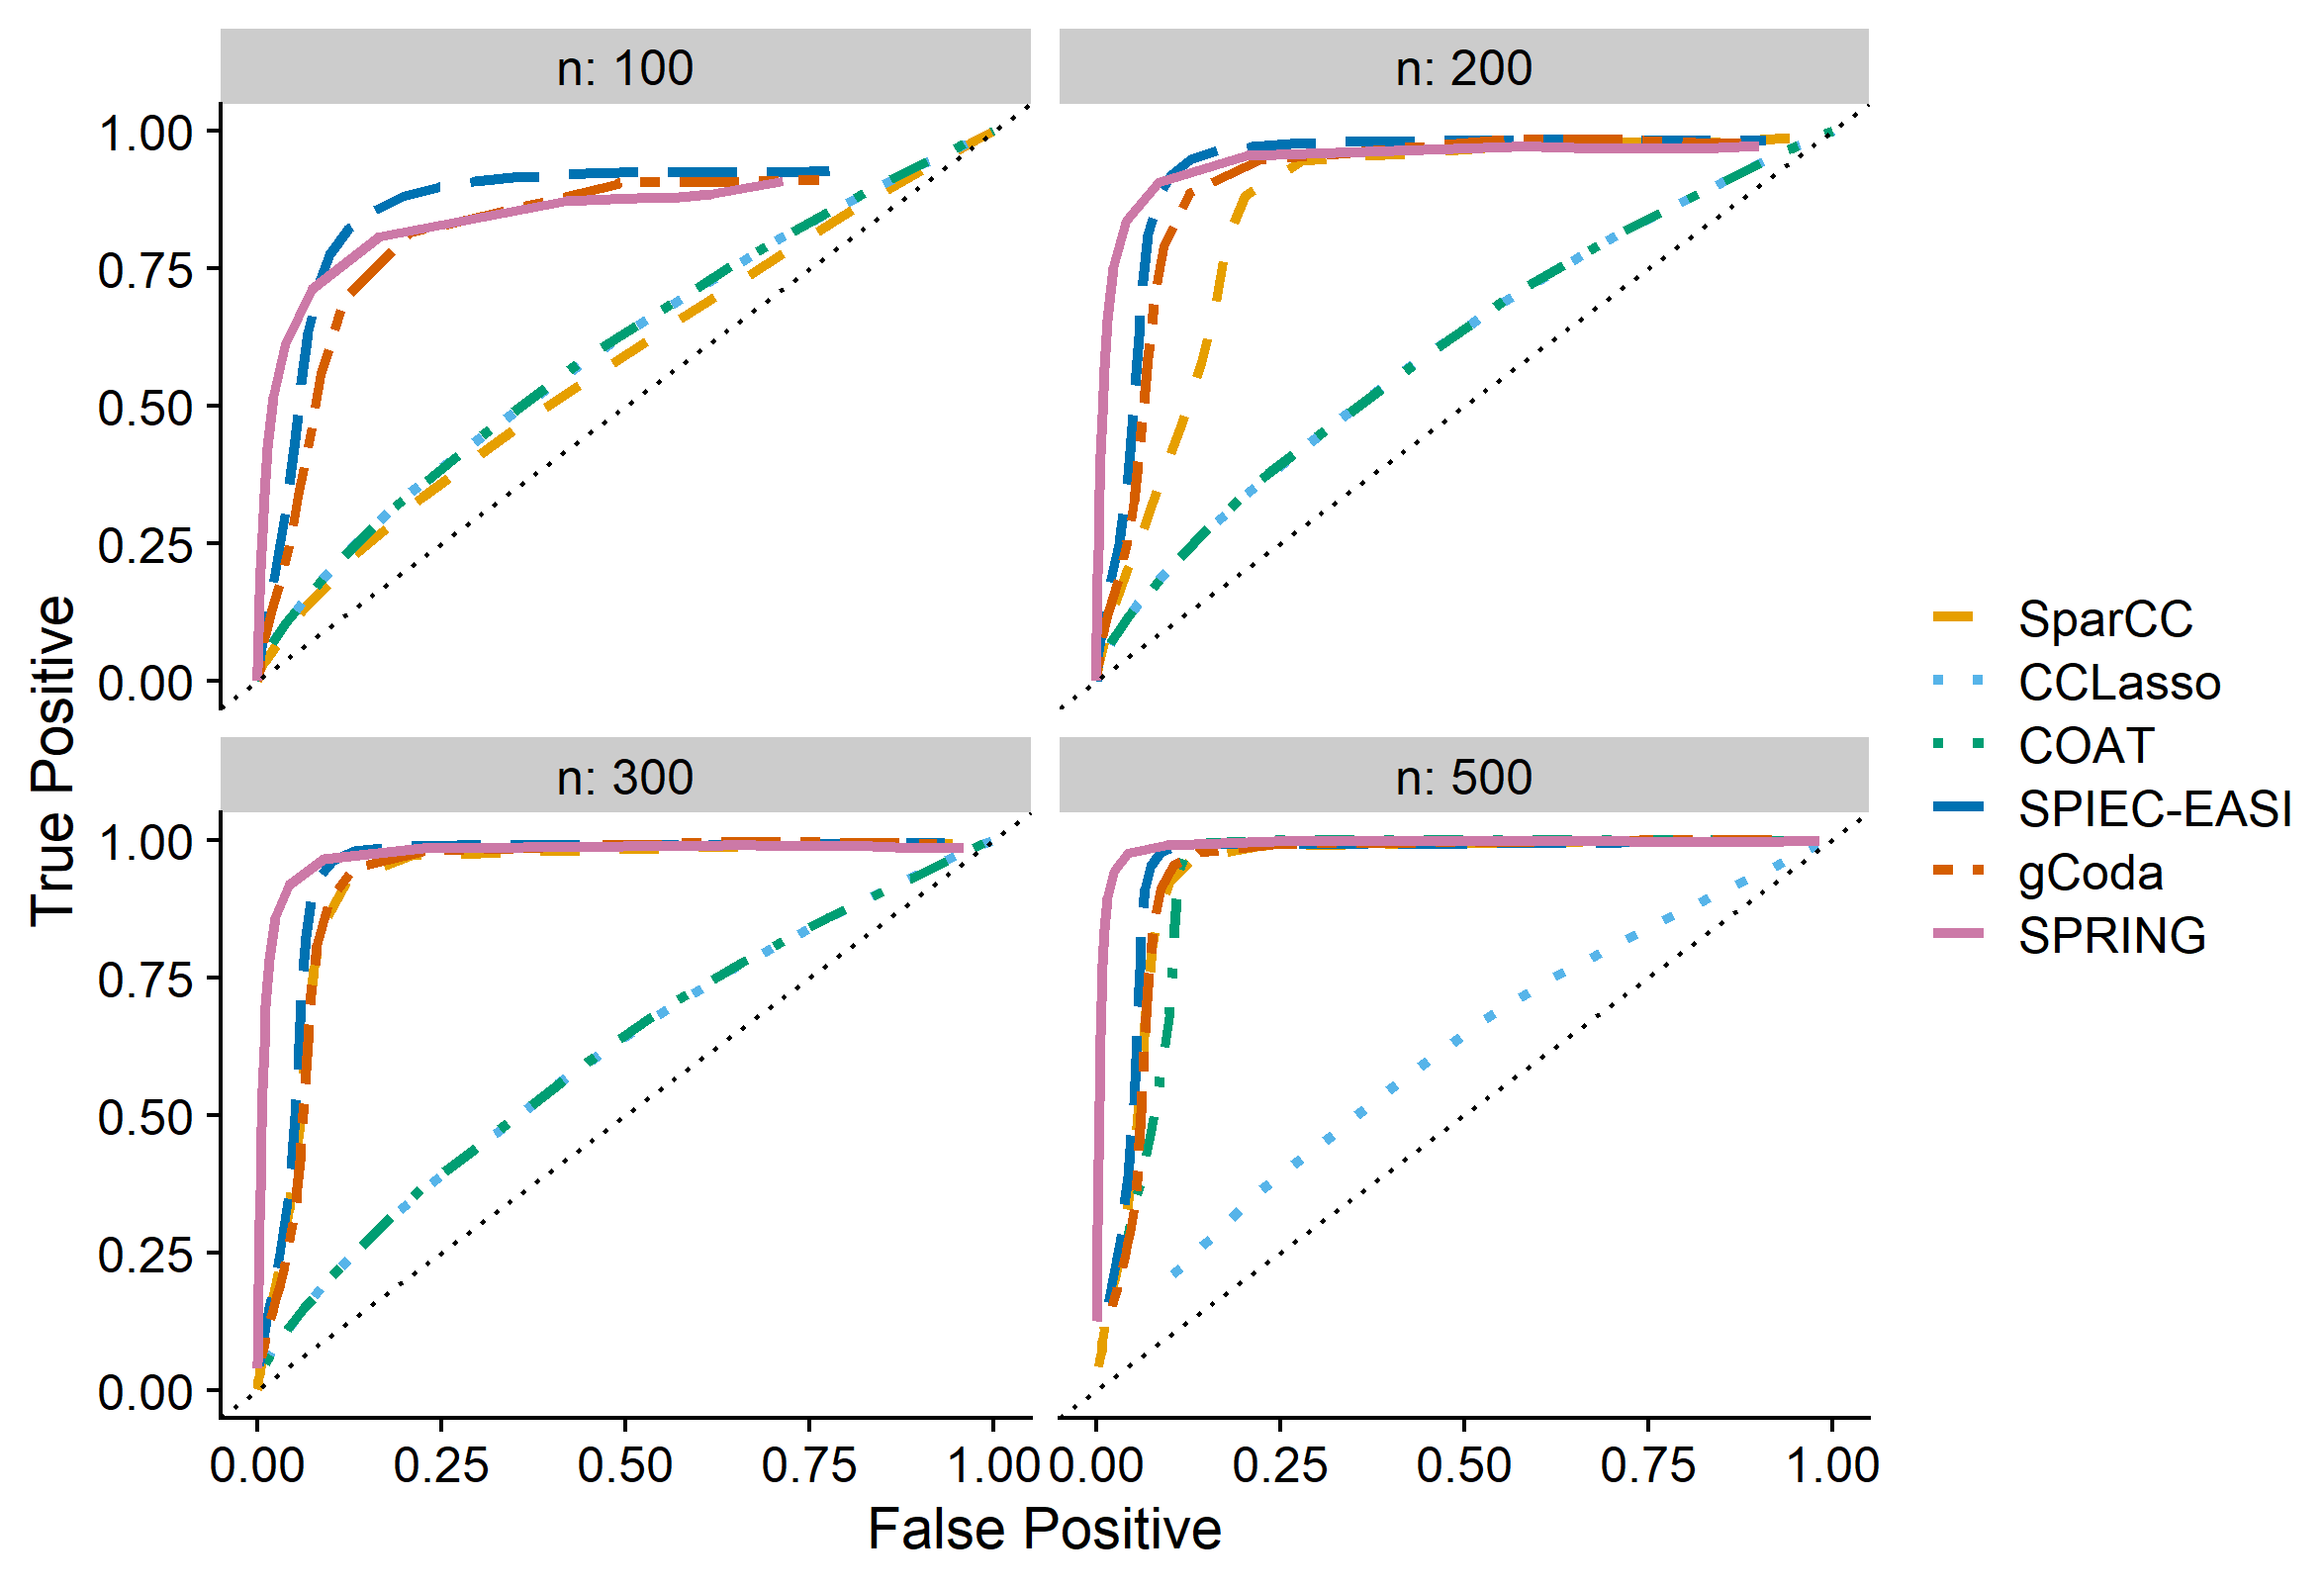 n: 100
n: 200
1.00
0.75
0.50
0.25
0.00
n: 300
n: 500
1.00
0.75
0.50
0.25
0.00
0.00 0.25 0.50 0.75 1.00
0.00 0.25 0.50 0.75 1.00
False Positive
True Positive
SparCC
CCLasso
COAT
SPIEC-EASI
gCoda
SPRING